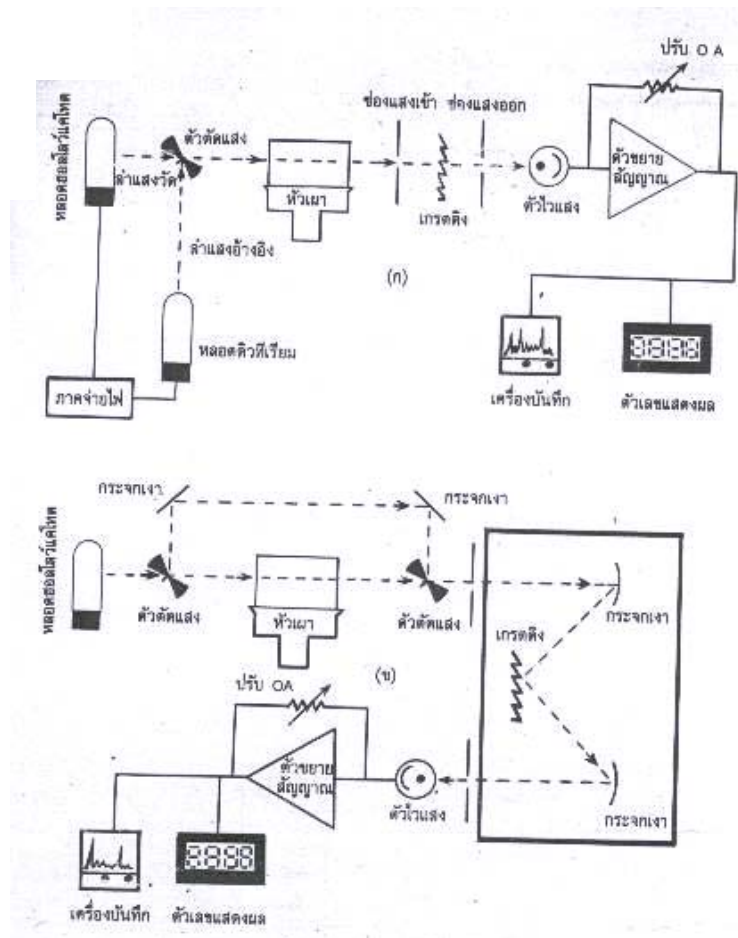 ปรับ O A
ช่องแสงเข้า ช่องแสงออก
หลอดฮอลโลว์แคโทด
ตัวตัดแสง
ลำแสงวัด
หัวเผา
เกรตติง
ตัวไวแสง
ตัวขยาย
สัญญาณ
ลำแสงอ้างอิง
(ก)
หลอดดิวทีเรียม
ภาคจ่ายไฟ
เครื่องบันทึก
ตัวเลขแสดงผล
กระจกเงา
กระจกเงา
หลอดฮอลโลว์แคโทด
ตัวตัดแสง
หัวเผา
ตัวตัดแสง
กระจกเงา
เกรตติง
(ข)
ปรับ OA
ตัวขยาย
สัญญาณ
ตัวไวแสง
กระจกเงา
เครื่องบันทึก
ตัวเลขแสดงผล